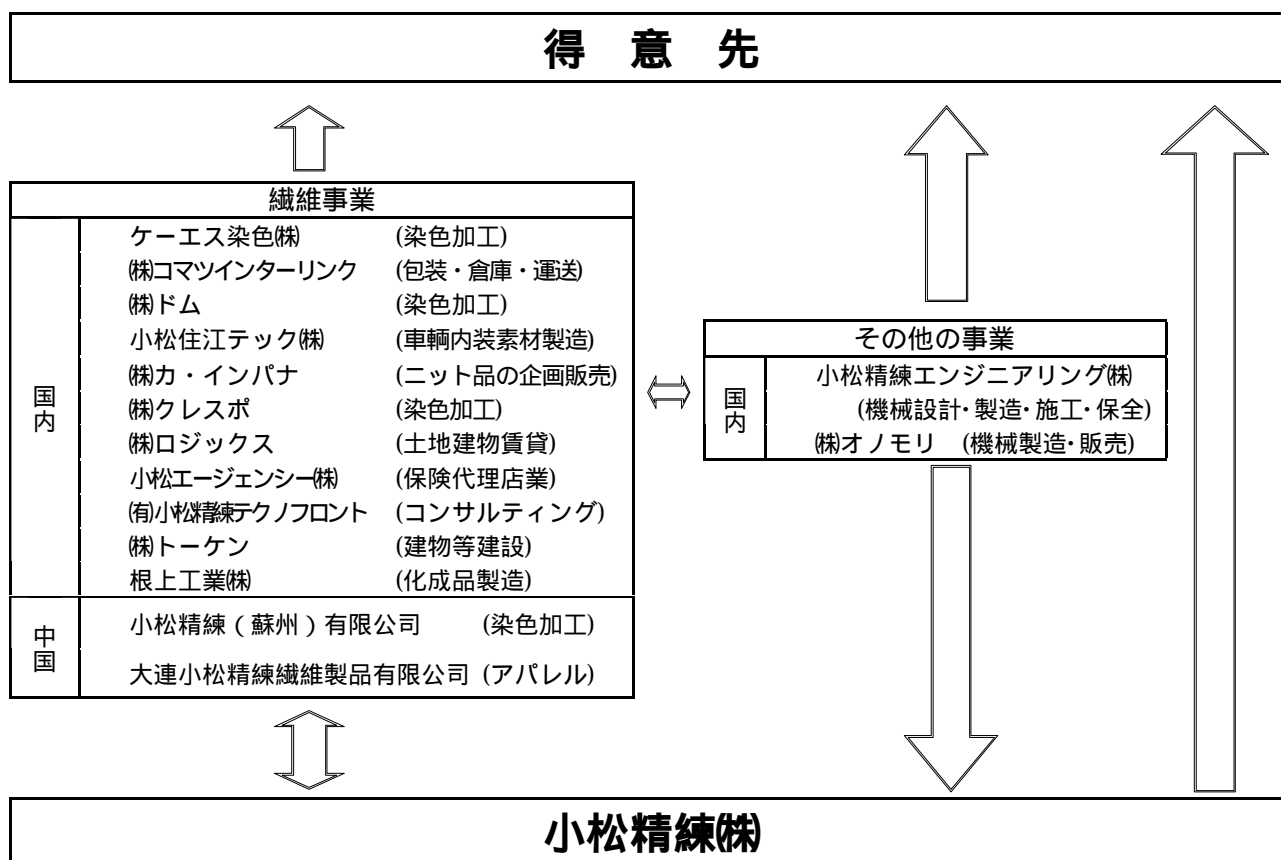 得 意 先
繊維事業
国内
ケーエス染色㈱ (染色加工)
㈱コマツインターリンク (包装・倉庫・運送)
㈱ドム (染色加工)
小松住江テック㈱ (車輌内装素材製造)
㈱カ・インパナ (ニット品の企画販売)
㈱クレスポ (染色加工)
㈱ロジックス (土地建物賃貸)
小松エージェンシー㈱ (保険代理店業)
㈲小松精練テクノフロント (コンサルティング)
㈱トーケン (建物等建設)
根上工業㈱ (化成品製造)
中国
小松精練(蘇州)有限公司 (染色加工)
大連小松精練繊維製品有限公司 (アパレル)
その他の事業
国内
小松精練エンジニアリング㈱
(機械設計・製造・施工・保全)
㈱オノモリ (機械製造・販売)
小松精練㈱